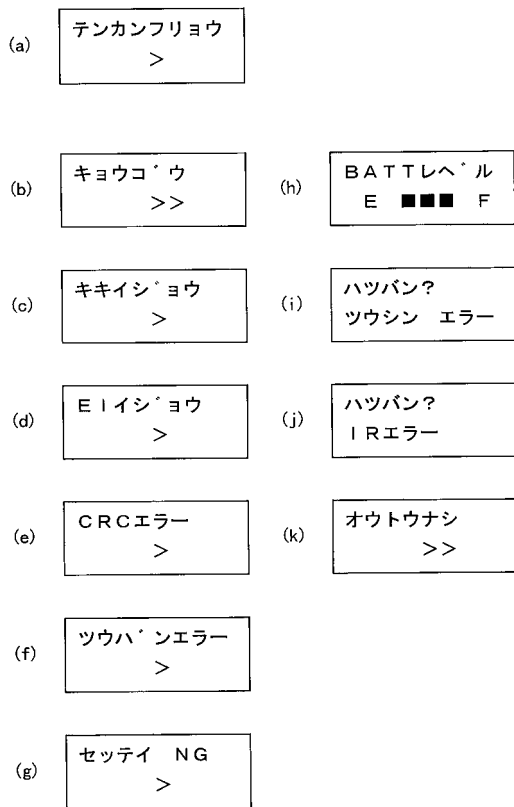 (a)
テンカンフリョウ
>
(b)
キョウコ゛ウ
>>
(c)
キキイシ゛ョウ
>
(d)
EIイシ゛ョウ
>
(e)
CRCエラー
>
(f)
ツウハ゛ンエラー
>
(g)
セッテイ NG
>
(h)
BATTレヘ゛ル
E ■■■ F
(i)
ハツバン?
ツウシン エラー
(j)
ハツバン?
IRエラー
(k)
オウトウナシ
>>